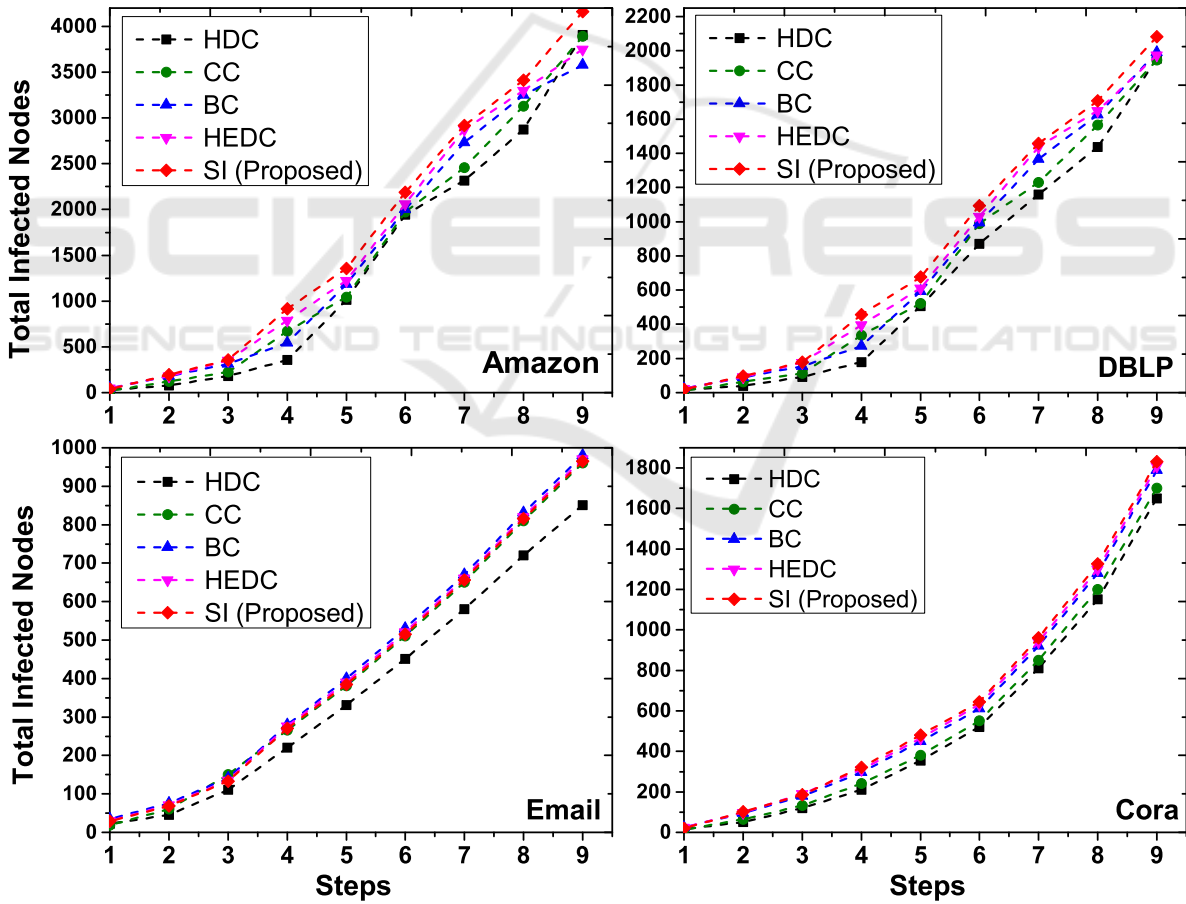 4000
3500
3000
2500
2000
1500
1000
500
0
Total Infected Nodes
HDC
CC
BC
HEDC
SI (Proposed)
Amazon
1 2 3 4 5 6 7 8 9
2200
2000
1800
1600
1400
1200
1000
800
600
400
200
0
HDC
CC
BC
HEDC
SI (Proposed)
DBLP
1 2 3 4 5 6 7 8 9
SCITEPRESS
SCIENCE AND TECHNOLOGY PUBLICATIONS
1000
900
800
700
600
500
400
300
200
100
0
Total Infected Nodes
HDC
CC
BC
HEDC
SI (Proposed)
Email
1 2 3 4 5 6 7 8 9
Steps
1800
1600
1400
1200
1000
800
600
400
200
0
HDC
CC
BC
HEDC
SI (Proposed)
Cora
1 2 3 4 5 6 7 8 9
Steps